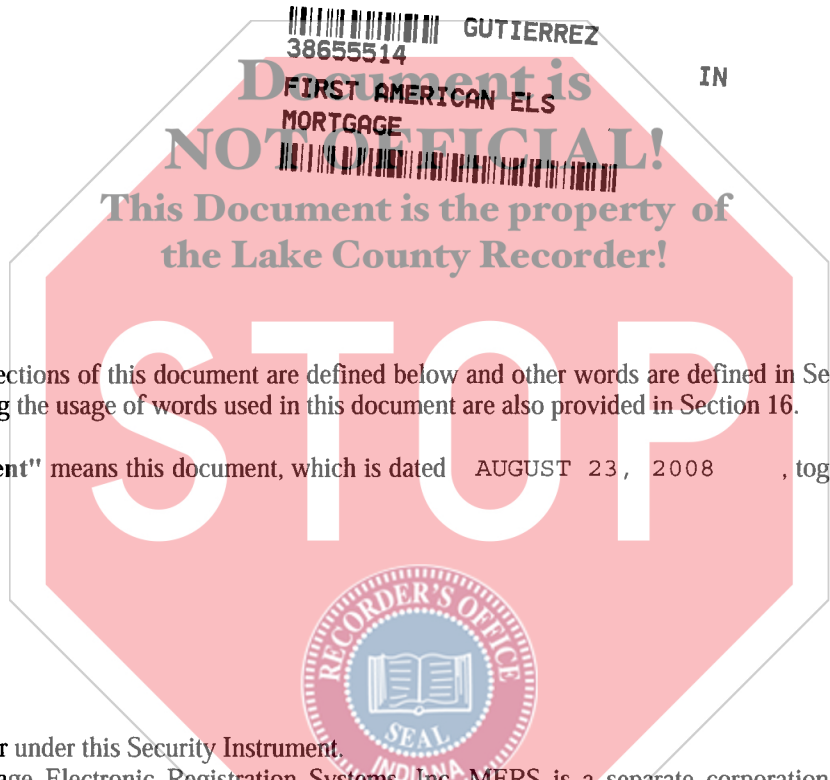 GUTIERREZ
38655514
IN
Document is
FIRST AMERICAN ELS
MORTGAGE
NOT OFFICIAL!
This Document is the property of
the Lake County Recorder!
STOP
ections of this document are defined below and other words are defined in Se
g the usage of words used in this document are also provided in Section 16.
ent" means this document, which is dated AUGUST 23, 2008 , tog
RECORDER'S OFFICE
SEAL
INDIANA
r under this Security Instrument.
age Electronic Registration Systems, Inc. MERS is a separate corporation